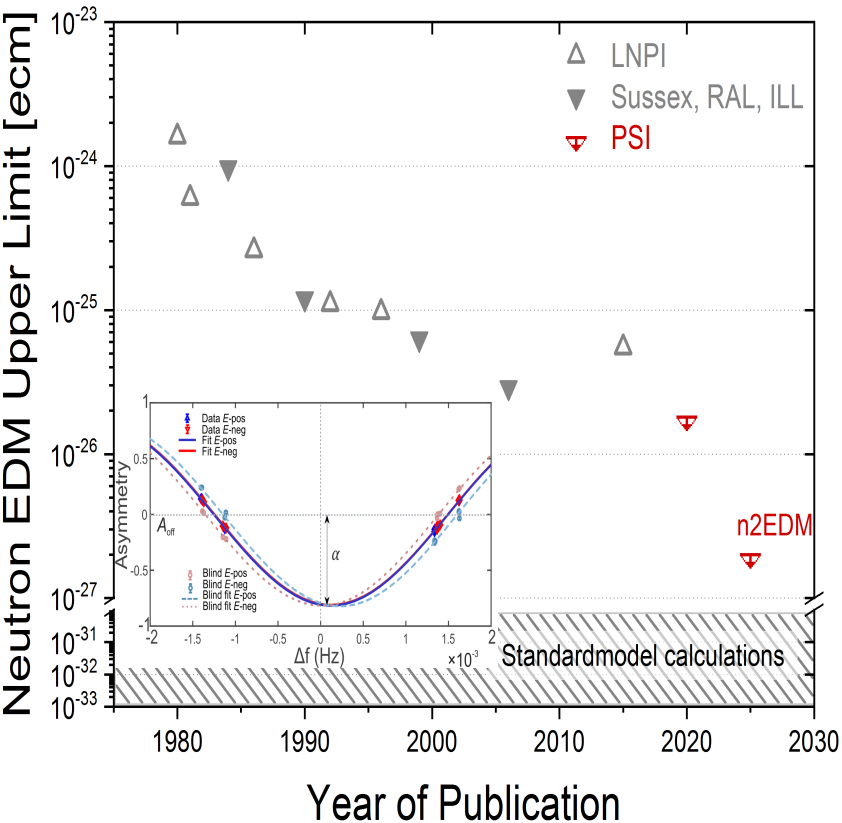 Neutron EDM Upper Limit [ecm]
10-23
10-24
10-25
10-26
10-27
10-31
10-32
10-33
LNPI
Sussex, RAL, ILL
PSI
n2EDM
Standardmodel calculations
Asymmetry
1
0.5
0
-0.5
-1
Data E-pos
Data E-neg
Fit E-pos
Fit E-neg
Aoff
α
Blind E-pos
Blind E-neg
Blind fit E-pos
Blind fit E-neg
-2 -1.5 -1 -0.5 0 0.5 1 1.5 2
Δf (Hz)
×10-3
1980 1990 2000 2010 2020 2030
Year of Publication